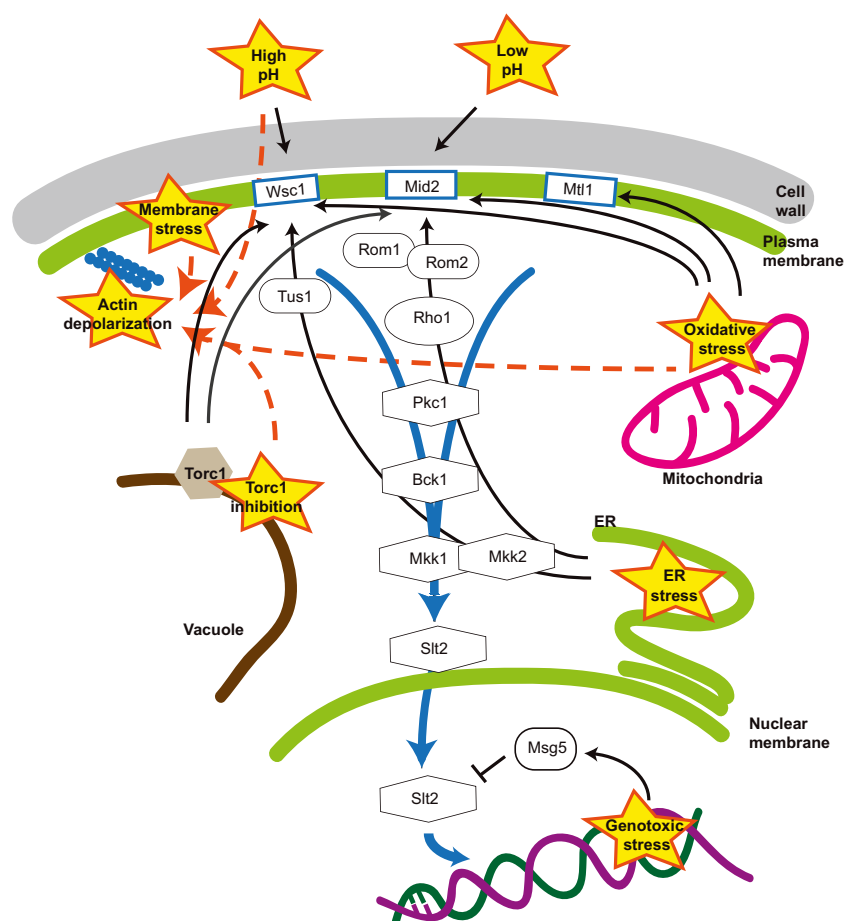 High
pH
Low
pH
Wsc1
Mid2
Mtl1
Cell
wall
Membrane
stress
Plasma
membrane
Rom1
Rom2
Tus1
Actin
depolarization
Rho1
Oxidative
stress
Pkc1
Torc1
Torc1
inhibition
Bck1
Mitochondria
ER
Mkk1
Mkk2
ER
stress
Vacuole
Slt2
Nuclear
membrane
Msg5
Slt2
Genotoxic
stress